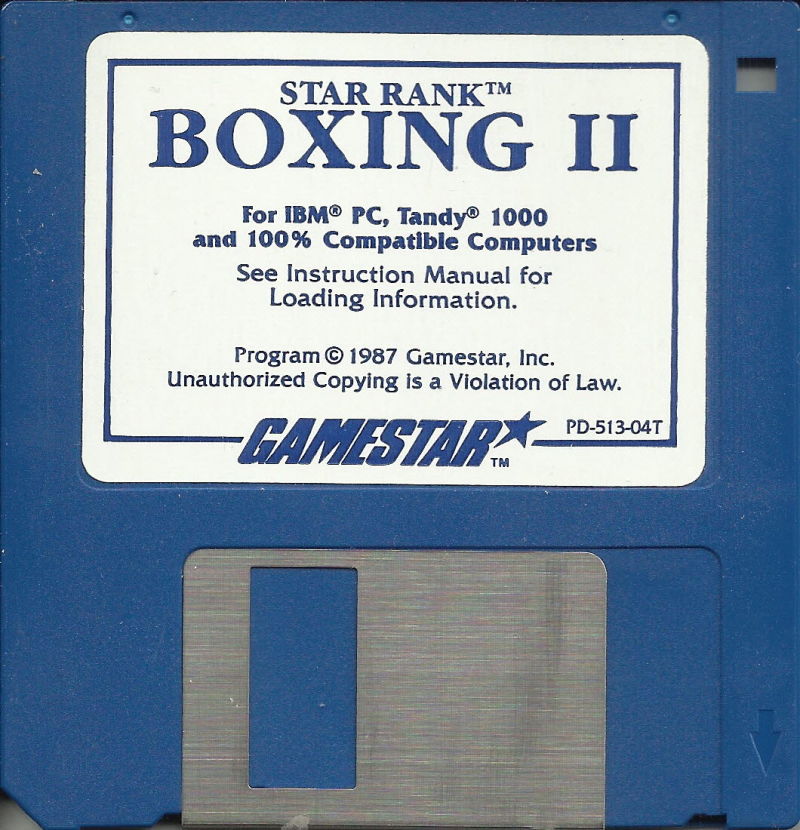 STAR RANK™
BOXING II
For IBM® PC, Tandy® 1000
and 100% Compatible Computers
See Instruction Manual for
Loading Information.
Program © 1987 Gamestar, Inc.
Unauthorized Copying is a Violation of Law.
GAMESTAR™ PD-513-04T